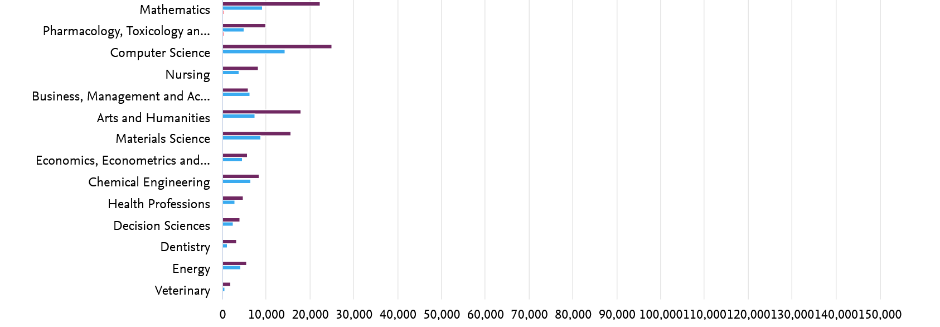 Mathematics
Pharmacology, Toxicology an...
Computer Science
Nursing
Business, Management and Ac...
Arts and Humanities
Materials Science
Economics, Econometrics and...
Chemical Engineering
Health Professions
Decision Sciences
Dentistry
Energy
Veterinary
0 10,000 20,000 30,000 40,000 50,000 60,000 70,000 80,000 90,000 100,000 110,000 120,000 130,000 140,000 150,000